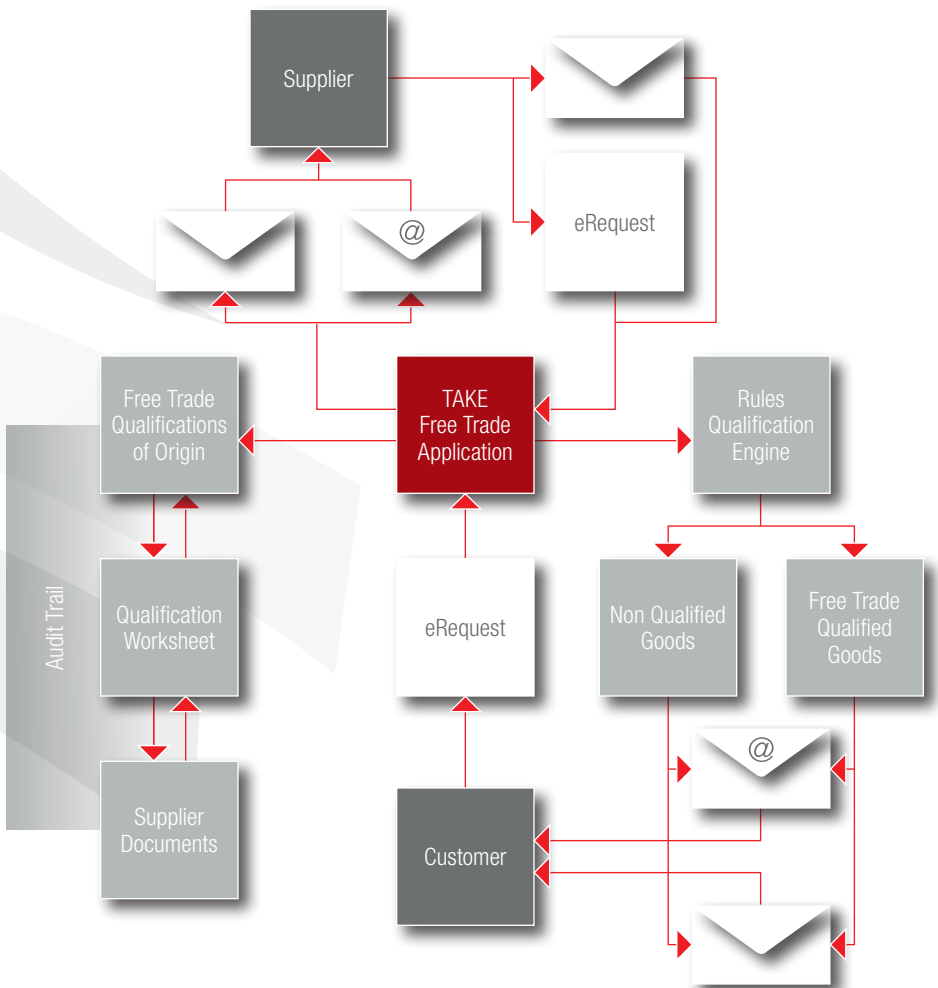 Supplier
@
eRequest
Free Trade
Qualifications
of Origin
TAKE
Free Trade
Application
Rules
Qualification
Engine
Audit Trail
Qualification
Worksheet
eRequest
Non Qualified
Goods
Free Trade
Qualified
Goods
@
Supplier
Documents
Customer